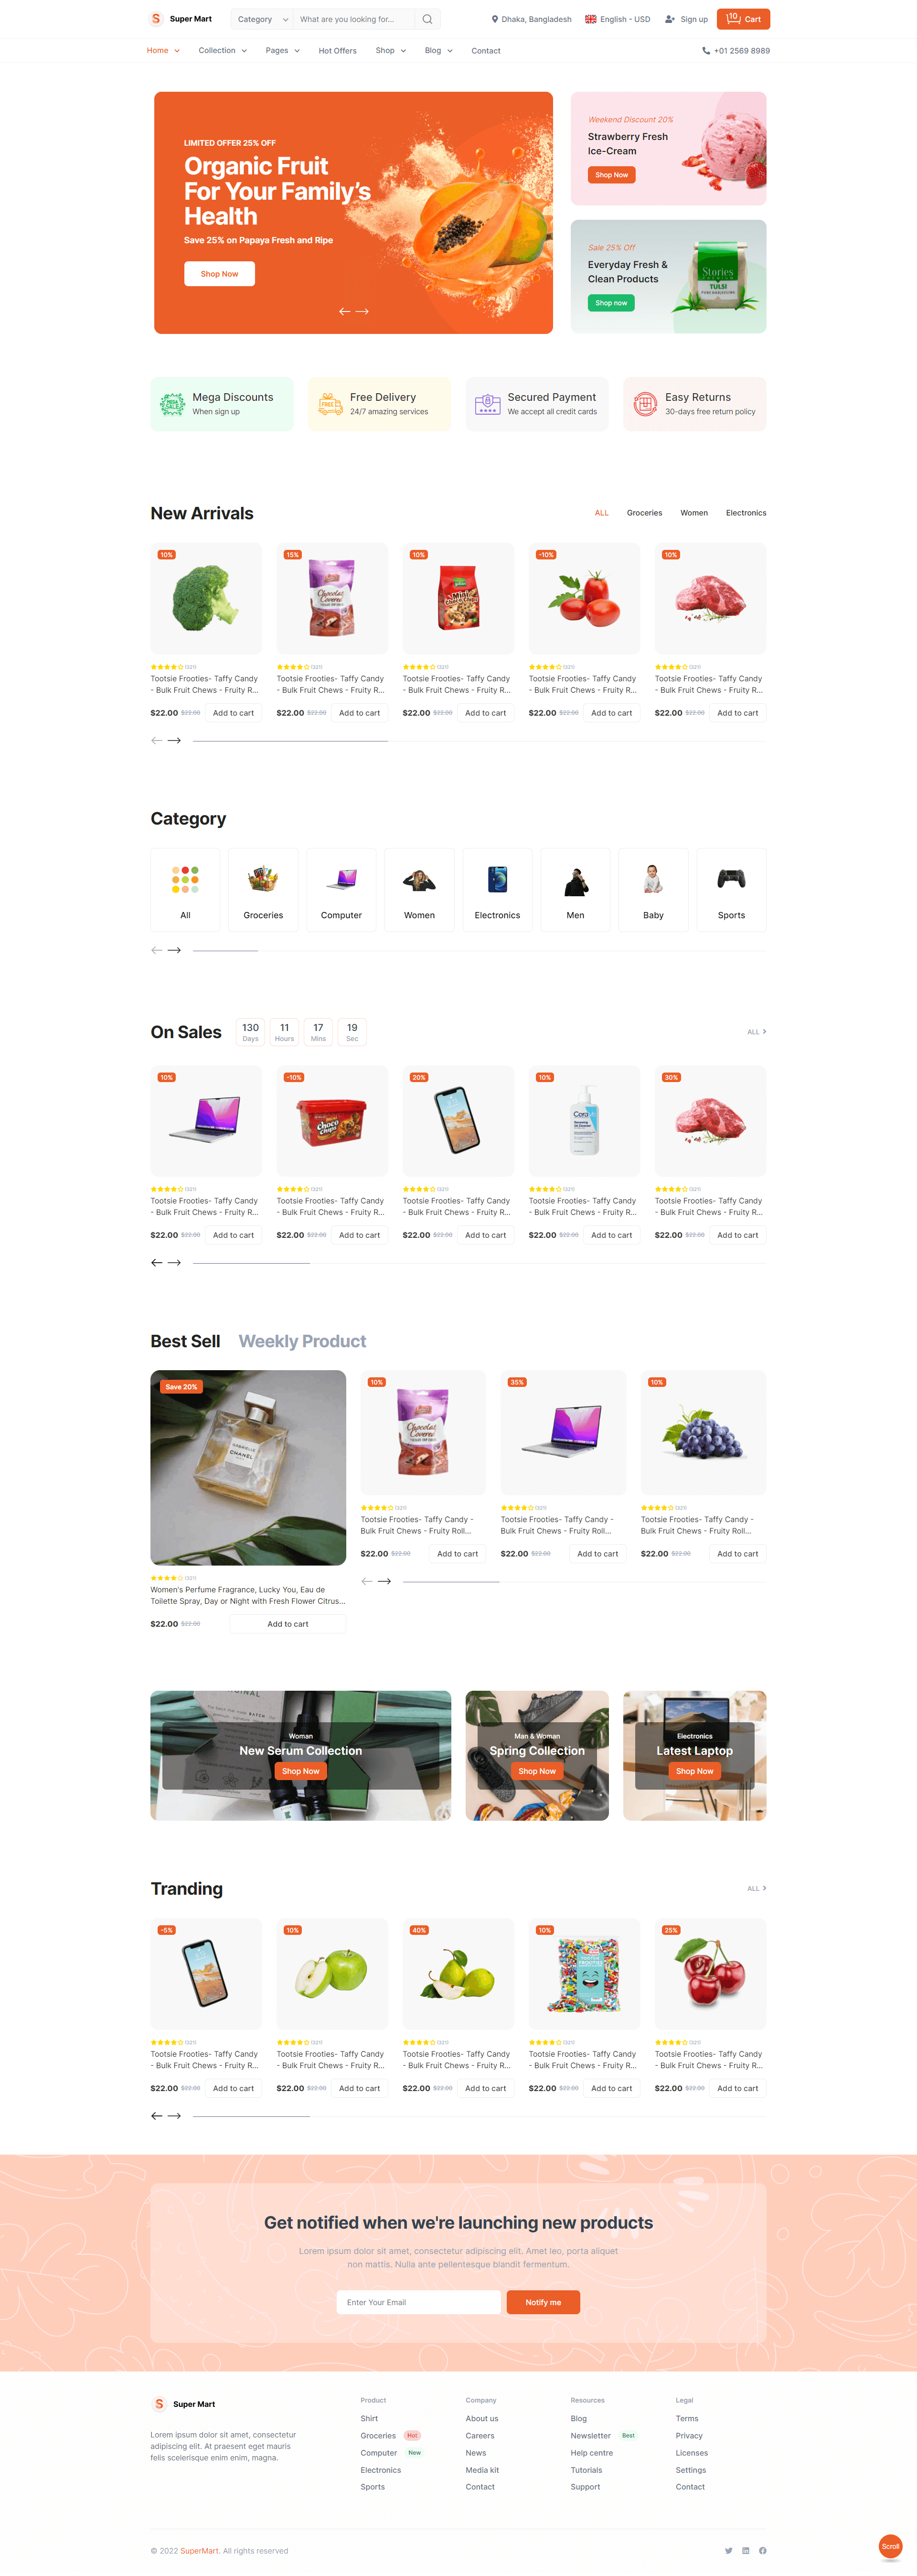 Super Mart
Category
What are you looking for...
Dhaka, Bangladesh
English - USD
Sign up
10
Cart
Home
Collection
Pages
Hot Offers
Shop
Blog
Contact
+01 2569 8989
LIMITED OFFER 25% OFF
Organic Fruit
For Your Family's
Health
Save 25% on Papaya Fresh and Ripe
Shop Now
Weekend Discount 20%
Strawberry Fresh
Ice-Cream
Shop Now
Sale 25% Off
Everyday Fresh &
Clean Products
Shop now
Stories
TULSI
Mega Discounts
When sign up
Free Delivery
24/7 amazing services
Secured Payment
We accept all credit cards
Easy Returns
30-days free return policy
New Arrivals
ALL
Groceries
Women
Electronics
10%
15%
10%
-10%
10%
(321)
(321)
(321)
(321)
(321)
Tootsie Frooties- Taffy Candy
- Bulk Fruit Chews - Fruity R...
Tootsie Frooties- Taffy Candy
- Bulk Fruit Chews - Fruity R...
Tootsie Frooties- Taffy Candy
- Bulk Fruit Chews - Fruity R...
Tootsie Frooties- Taffy Candy
- Bulk Fruit Chews - Fruity R...
Tootsie Frooties- Taffy Candy
- Bulk Fruit Chews - Fruity R...
$22.00 $22.00 Add to cart
$22.00 $22.00 Add to cart
$22.00 $22.00 Add to cart
$22.00 $22.00 Add to cart
$22.00 $22.00 Add to cart
Category
All
Groceries
Computer
Women
Electronics
Men
Baby
Sports
On Sales
130
Days
11
Hours
17
Mins
19
Sec
ALL
10%
-10%
20%
10%
30%
(321)
(321)
(321)
(321)
(321)
Tootsie Frooties- Taffy Candy
- Bulk Fruit Chews - Fruity R...
Tootsie Frooties- Taffy Candy
- Bulk Fruit Chews - Fruity R...
Tootsie Frooties- Taffy Candy
- Bulk Fruit Chews - Fruity R...
Tootsie Frooties- Taffy Candy
- Bulk Fruit Chews - Fruity R...
Tootsie Frooties- Taffy Candy
- Bulk Fruit Chews - Fruity R...
$22.00 $22.00 Add to cart
$22.00 $22.00 Add to cart
$22.00 $22.00 Add to cart
$22.00 $22.00 Add to cart
$22.00 $22.00 Add to cart
Best Sell
Weekly Product
Save 20%
GABRIELLE
CHANEL
(321)
Women's Perfume Fragrance, Lucky You, Eau de
Toilette Spray, Day or Night with Fresh Flower Citrus...
$22.00 $22.00 Add to cart
10%
35%
10%
(321)
(321)
(321)
Tootsie Frooties- Taffy Candy -
Bulk Fruit Chews - Fruity Roll...
Tootsie Frooties- Taffy Candy -
Bulk Fruit Chews - Fruity Roll...
Tootsie Frooties- Taffy Candy -
Bulk Fruit Chews - Fruity Roll...
$22.00 $22.00 Add to cart
$22.00 $22.00 Add to cart
$22.00 $22.00 Add to cart
Woman
New Serum Collection
Shop Now
Man & Woman
Spring Collection
Shop Now
Electronics
Latest Laptop
Shop Now
Tranding
ALL
-5%
10%
40%
10%
25%
(321)
(321)
(321)
(321)
(321)
Tootsie Frooties- Taffy Candy
- Bulk Fruit Chews - Fruity R...
Tootsie Frooties- Taffy Candy
- Bulk Fruit Chews - Fruity R...
Tootsie Frooties- Taffy Candy
- Bulk Fruit Chews - Fruity R...
Tootsie Frooties- Taffy Candy
- Bulk Fruit Chews - Fruity R...
Tootsie Frooties- Taffy Candy
- Bulk Fruit Chews - Fruity R...
$22.00 $22.00 Add to cart
$22.00 $22.00 Add to cart
$22.00 $22.00 Add to cart
$22.00 $22.00 Add to cart
$22.00 $22.00 Add to cart
Get notified when we're launching new products
Lorem ipsum dolor sit amet, consectetur adipiscing elit. Amet leo, porta aliquet
non mattis. Nulla ante pellentesque blandit fermentum.
Enter Your Email
Notify me
Super Mart
Lorem ipsum dolor sit amet, consectetur
adipiscing elit. At praesent eget mauris
felis scelerisque enim enim, magna.
Product
Shirt
Groceries Hot
Computer New
Electronics
Sports
Company
About us
Careers
News
Media kit
Contact
Resources
Blog
Newsletter Best
Help centre
Tutorials
Support
Legal
Terms
Privacy
Licenses
Settings
Contact
© 2022 SuperMart. All rights reserved
Scroll